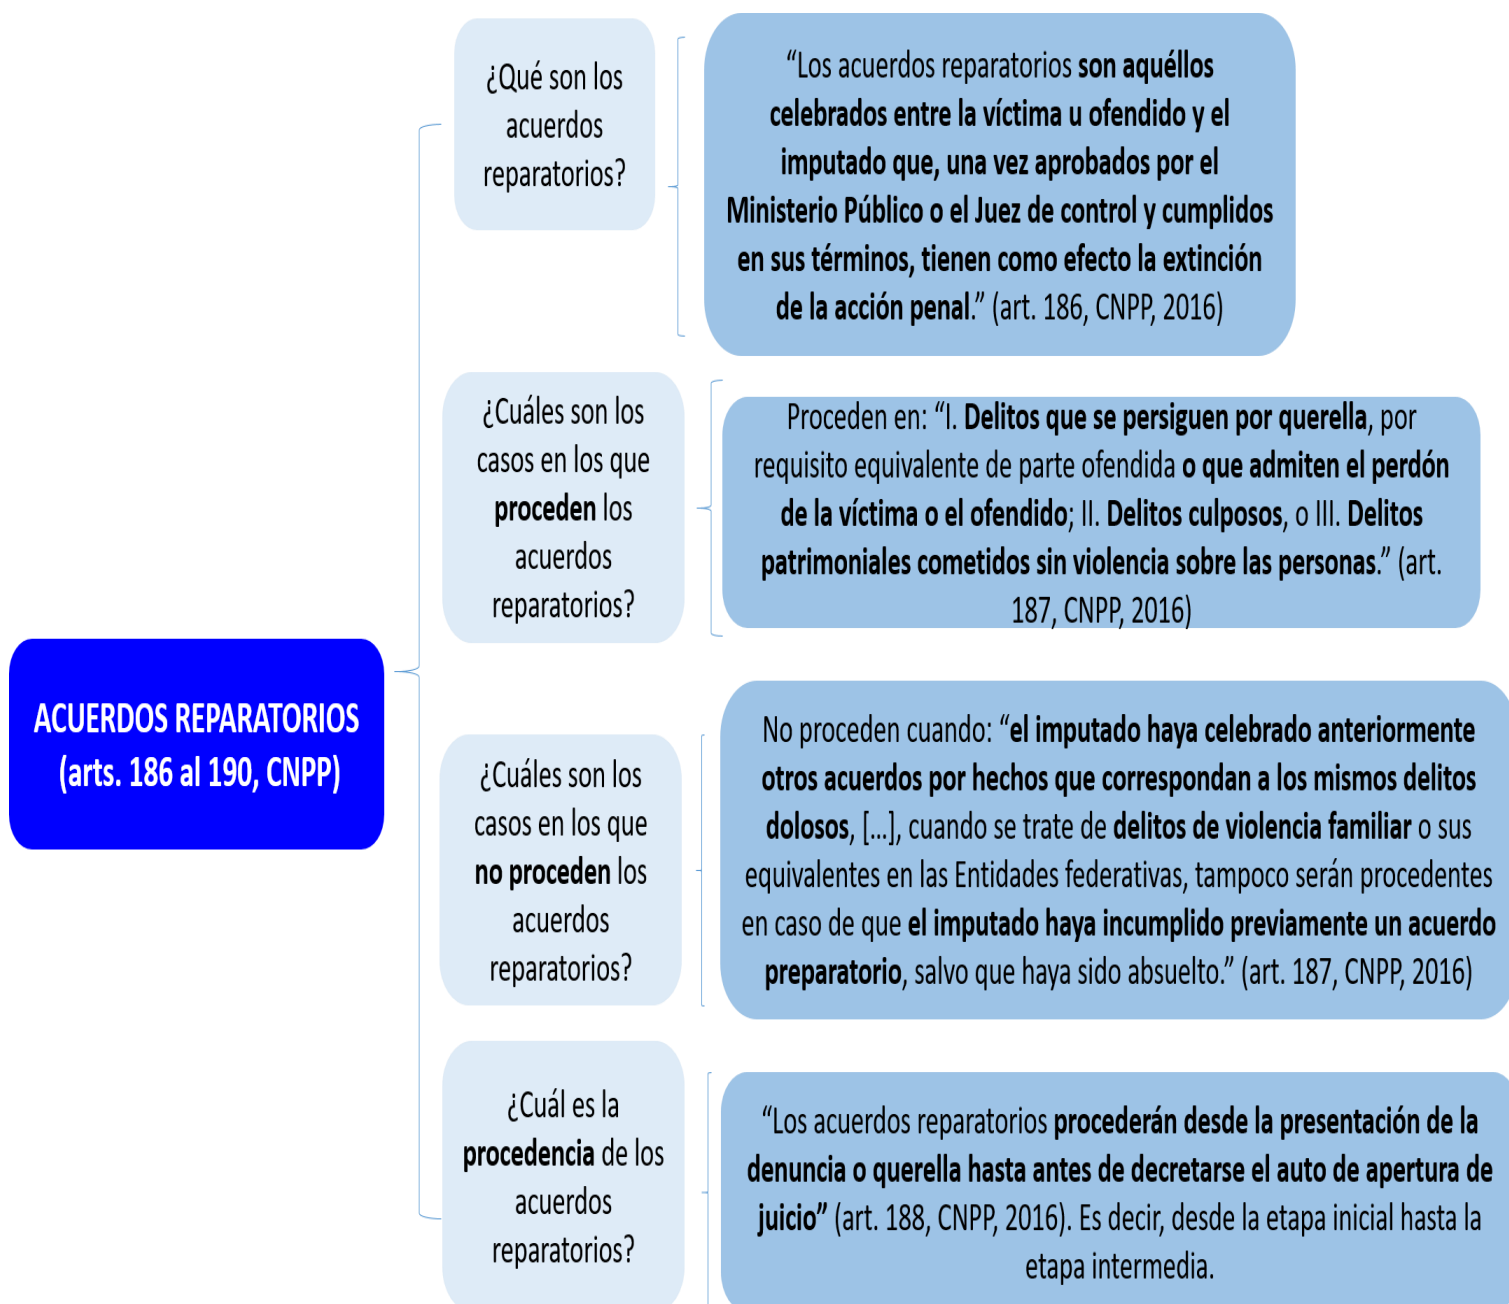 ¿Qué son los
acuerdos
reparatorios?
“Los acuerdos reparatorios son aquéllos
celebrados entre la víctima u ofendido y el
imputado que, una vez aprobados por el
Ministerio Público o el Juez de control y cumplidos
en sus términos, tienen como efecto la extinción
de la acción penal.” (art. 186, CNPP, 2016)
¿Cuáles son los
casos en los que
proceden los
acuerdos
reparatorios?
Proceden en: “I. Delitos que se persiguen por querella, por
requisito equivalente de parte ofendida o que admiten el perdón
de la víctima o el ofendido; II. Delitos culposos, o III. Delitos
patrimoniales cometidos sin violencia sobre las personas.” (art.
187, CNPP, 2016)
ACUERDOS REPARATORIOS
(arts. 186 al 190, CNPP)
¿Cuáles son los
casos en los que
no proceden los
acuerdos
reparatorios?
No proceden cuando: “el imputado haya celebrado anteriormente
otros acuerdos por hechos que correspondan a los mismos delitos
dolosos, [...], cuando se trate de delitos de violencia familiar o sus
equivalentes en las Entidades federativas, tampoco serán procedentes
en caso de que el imputado haya incumplido previamente un acuerdo
preparatorio, salvo que haya sido absuelto.” (art. 187, CNPP, 2016)
¿Cuál es la
procedencia de los
acuerdos
reparatorios?
“Los acuerdos reparatorios procederán desde la presentación de la
denuncia o querella hasta antes de decretarse el auto de apertura de
juicio” (art. 188, CNPP, 2016). Es decir, desde la etapa inicial hasta la
etapa intermedia.